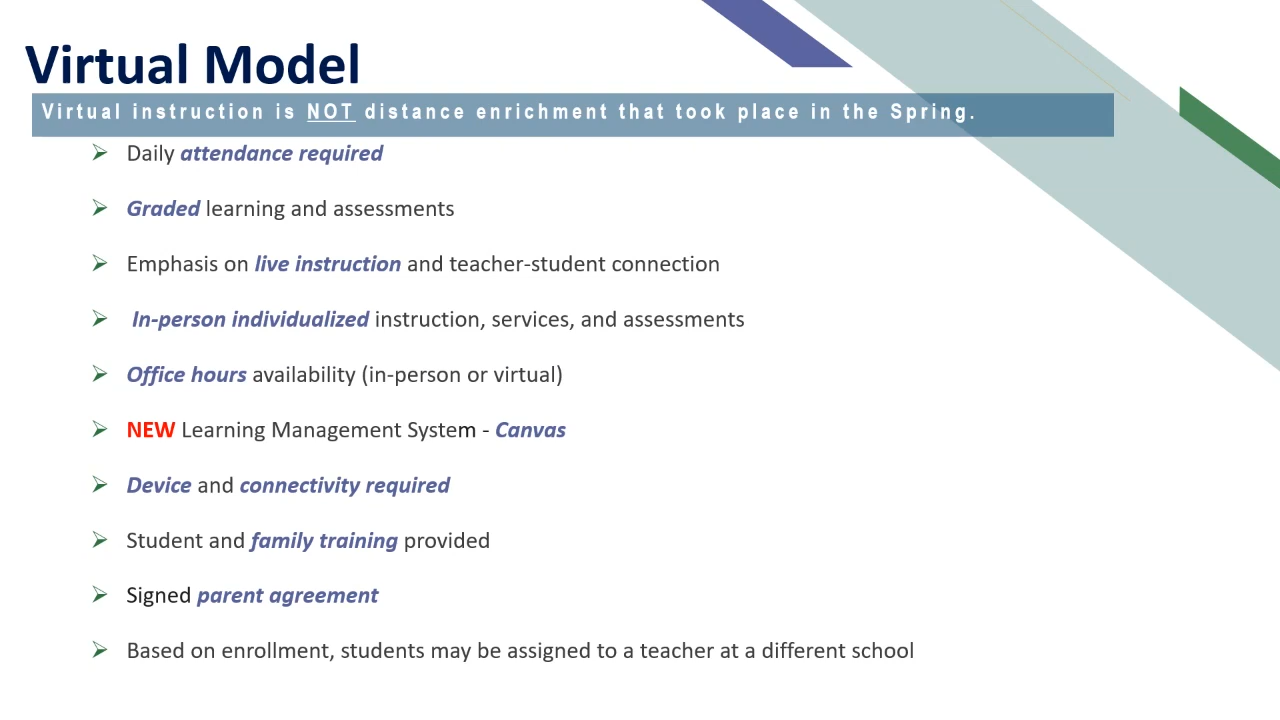 Virtual Model
Virtual instruction is NOT distance enrichment that took place in the Spring.
Daily attendance required
Graded learning and assessments
Emphasis on live instruction and teacher-student connection
In-person individualized instruction, services, and assessments
Office hours availability (in-person or virtual)
NEW Learning Management System - Canvas
Device and connectivity required
Student and family training provided
Signed parent agreement
Based on enrollment, students may be assigned to a teacher at a different school